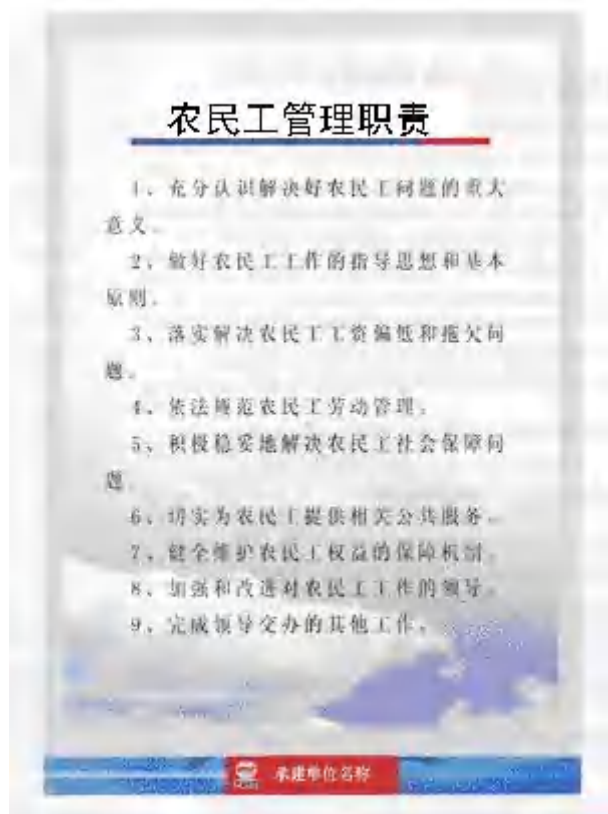 农民工管理职责
1、充分认识解决好农民工问题的重大
意义。
2、做好农民工工作的指导思想和基本
原则。
3、落实解决农民工工资偏低和拖欠问
题。
4、依法规范农民工劳动管理。
5、积极稳妥地解决农民工社会保障问
题。
6、切实为农民工提供相关公共服务。
7、健全维护农民工权益的保障机制。
8、加强和改进对农民工工作的领导。
9、完成领导交办的其他工作。
承建单位名称